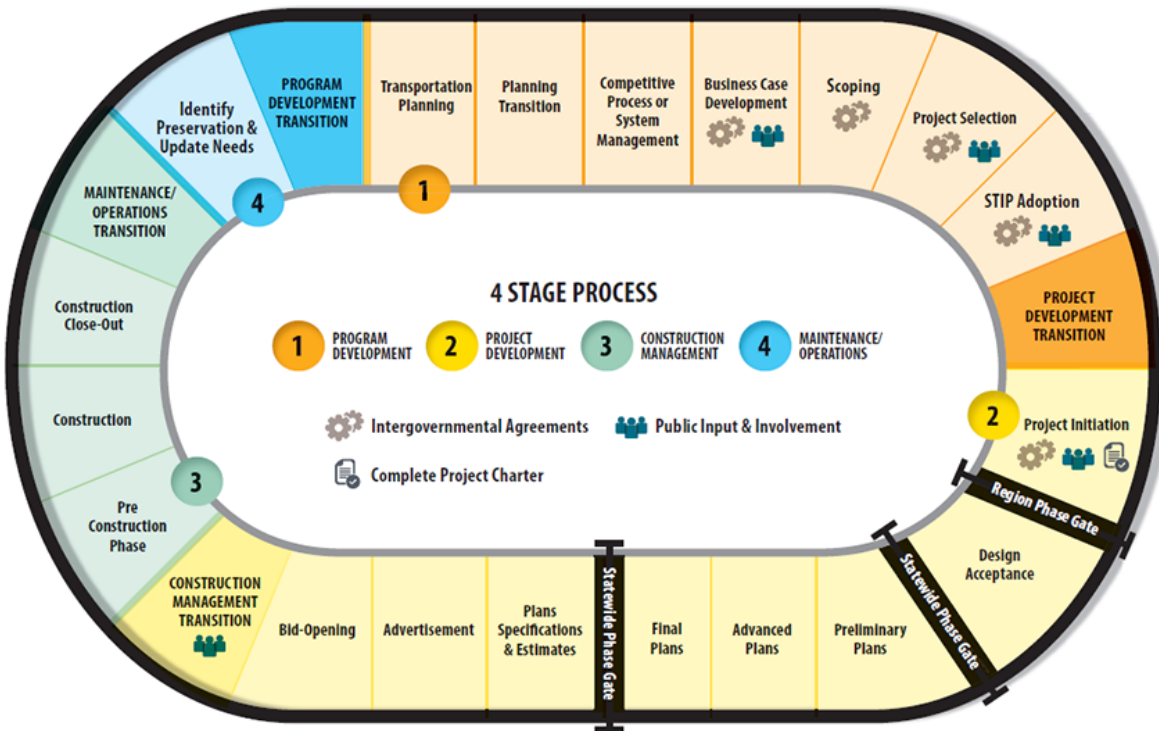 PROGRAM
DEVELOPMENT
TRANSITION
Transportation
Planning
Planning
Transition
Competitive
Process or
System
Management
Business Case
Development
Scoping
Project Selection
STIP Adoption
PROJECT
DEVELOPMENT
TRANSITION
2
Project Initiation
Region Phase Gate
Design
Acceptance
Statewide Phase Gate
Preliminary
Plans
Advanced
Plans
Final
Plans
Statewide Phase Gate
Plans
Specifications
& Estimates
Advertisement
Bid-Opening
CONSTRUCTION
MANAGEMENT
TRANSITION
3
Pre
Construction
Phase
Construction
Construction
Close-Out
MAINTENANCE/
OPERATIONS
TRANSITION
4
Identify
Preservation &
Update Needs
1
4 STAGE PROCESS
1 PROGRAM
DEVELOPMENT
2 PROJECT
DEVELOPMENT
3 CONSTRUCTION
MANAGEMENT
4 MAINTENANCE/
OPERATIONS
Intergovernmental Agreements
Public Input & Involvement
Complete Project Charter